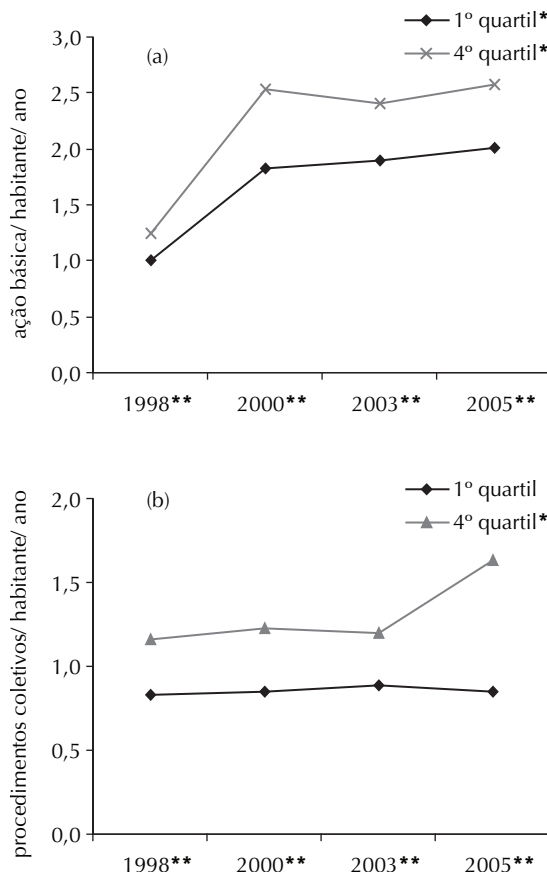 1º quartil*
4º quartil*
(a)
ação básica/ habitante/ ano
3,0
2,5
2,0
1,5
1,0
0,5
0,0
1998** 2000** 2003** 2005**
1º quartil
4º quartil*
(b)
procedimentos coletivos/ habitante/ ano
2,0
1,5
1,0
0,5
0,0
1998** 2000** 2003** 2005**